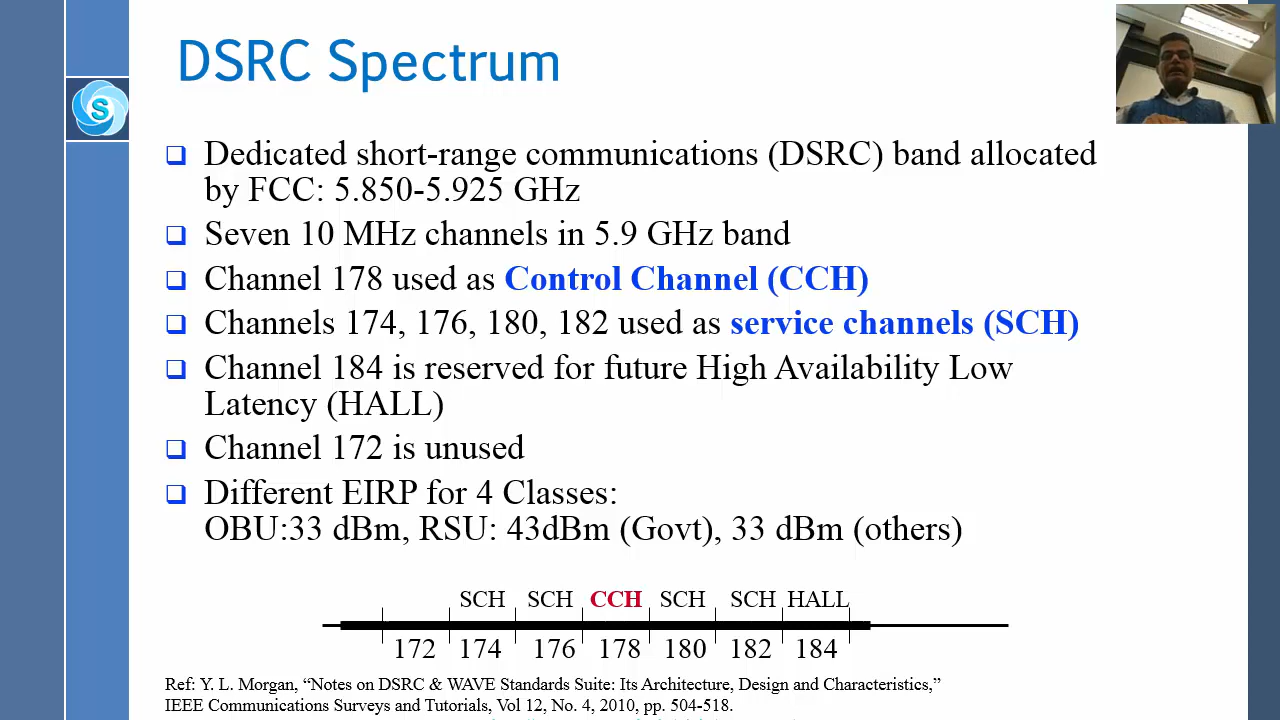 DSRC Spectrum
S
Dedicated short-range communications (DSRC) band allocated
by FCC: 5.850-5.925 GHz
Seven 10 MHz channels in 5.9 GHz band
Channel 178 used as Control Channel (CCH)
Channels 174, 176, 180, 182 used as service channels (SCH)
Channel 184 is reserved for future High Availability Low
Latency (HALL)
Channel 172 is unused
Different EIRP for 4 Classes:
OBU:33 dBm, RSU: 43dBm (Govt), 33 dBm (others)
SCH SCH CCH SCH SCH HALL
172 174 176 178 180 182 184
Ref: Y. L. Morgan, “Notes on DSRC & WAVE Standards Suite: Its Architecture, Design and Characteristics,”
IEEE Communications Surveys and Tutorials, Vol 12, No. 4, 2010, pp. 504-518.